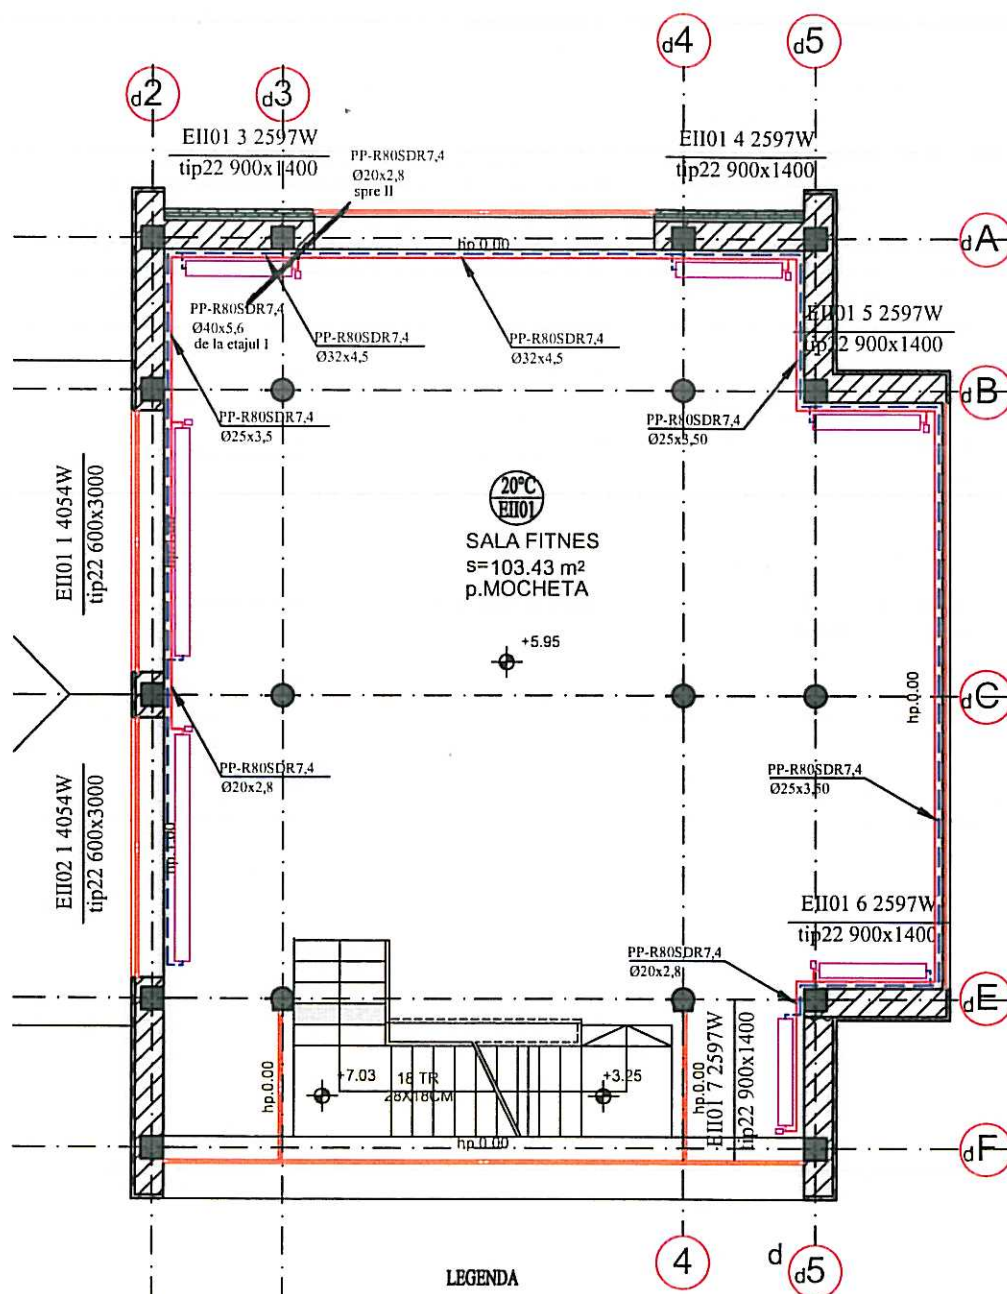 d4
d5
d2
d3
EII01 3 2597W
tip22 900x1400
PP-R80SDR7,4
Ø20x2,8
spre II
EII01 4 2597W
tip22 900x1400
dA
hp.0.00
PP-R80SDR7,4
Ø40x5,6
de la etajul I
PP-R80SDR7,4
Ø32x4,5
PP-R80SDR7,4
Ø32x4,5
EII01 5 2597W
tip22 900x1400
dB
PP-R80SDR7,4
Ø25x3,5
PP-R80SDR7,4
Ø25x3,50
EII01 1 4054W
tip22 600x3000
20°C
EII01
SALA FITNES
s=103.43 m²
p.MOCHETA
+5.95
hp.0.00
dC
PP-R80SDR7,4
Ø20x2,8
PP-R80SDR7,4
Ø25x3,50
EII02 1 4054W
tip22 600x3000
EII01 6 2597W
tip22 900x1400
PP-R80SDR7,4
Ø20x2,8
dE
hp.0.00
+7.03
18 TR
28X18CM
+3.25
hp.0.00
EII01 7 2597W
tip22 900x1400
hp.0.00
dF
4
d
d5
LEGENDA